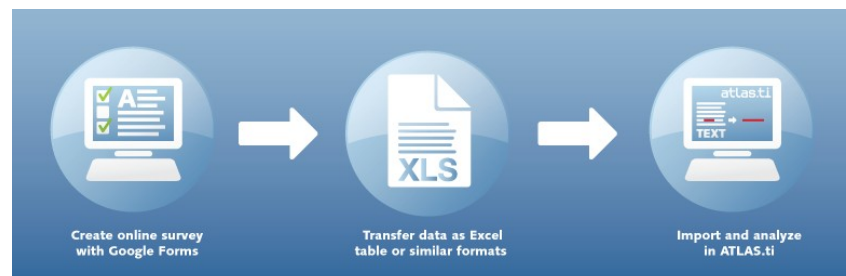 A
XLS
atlas.ti
TEXT
Create online survey
with Google Forms
Transfer data as Excel
table or similar formats
Import and analyze
in ATLAS.ti